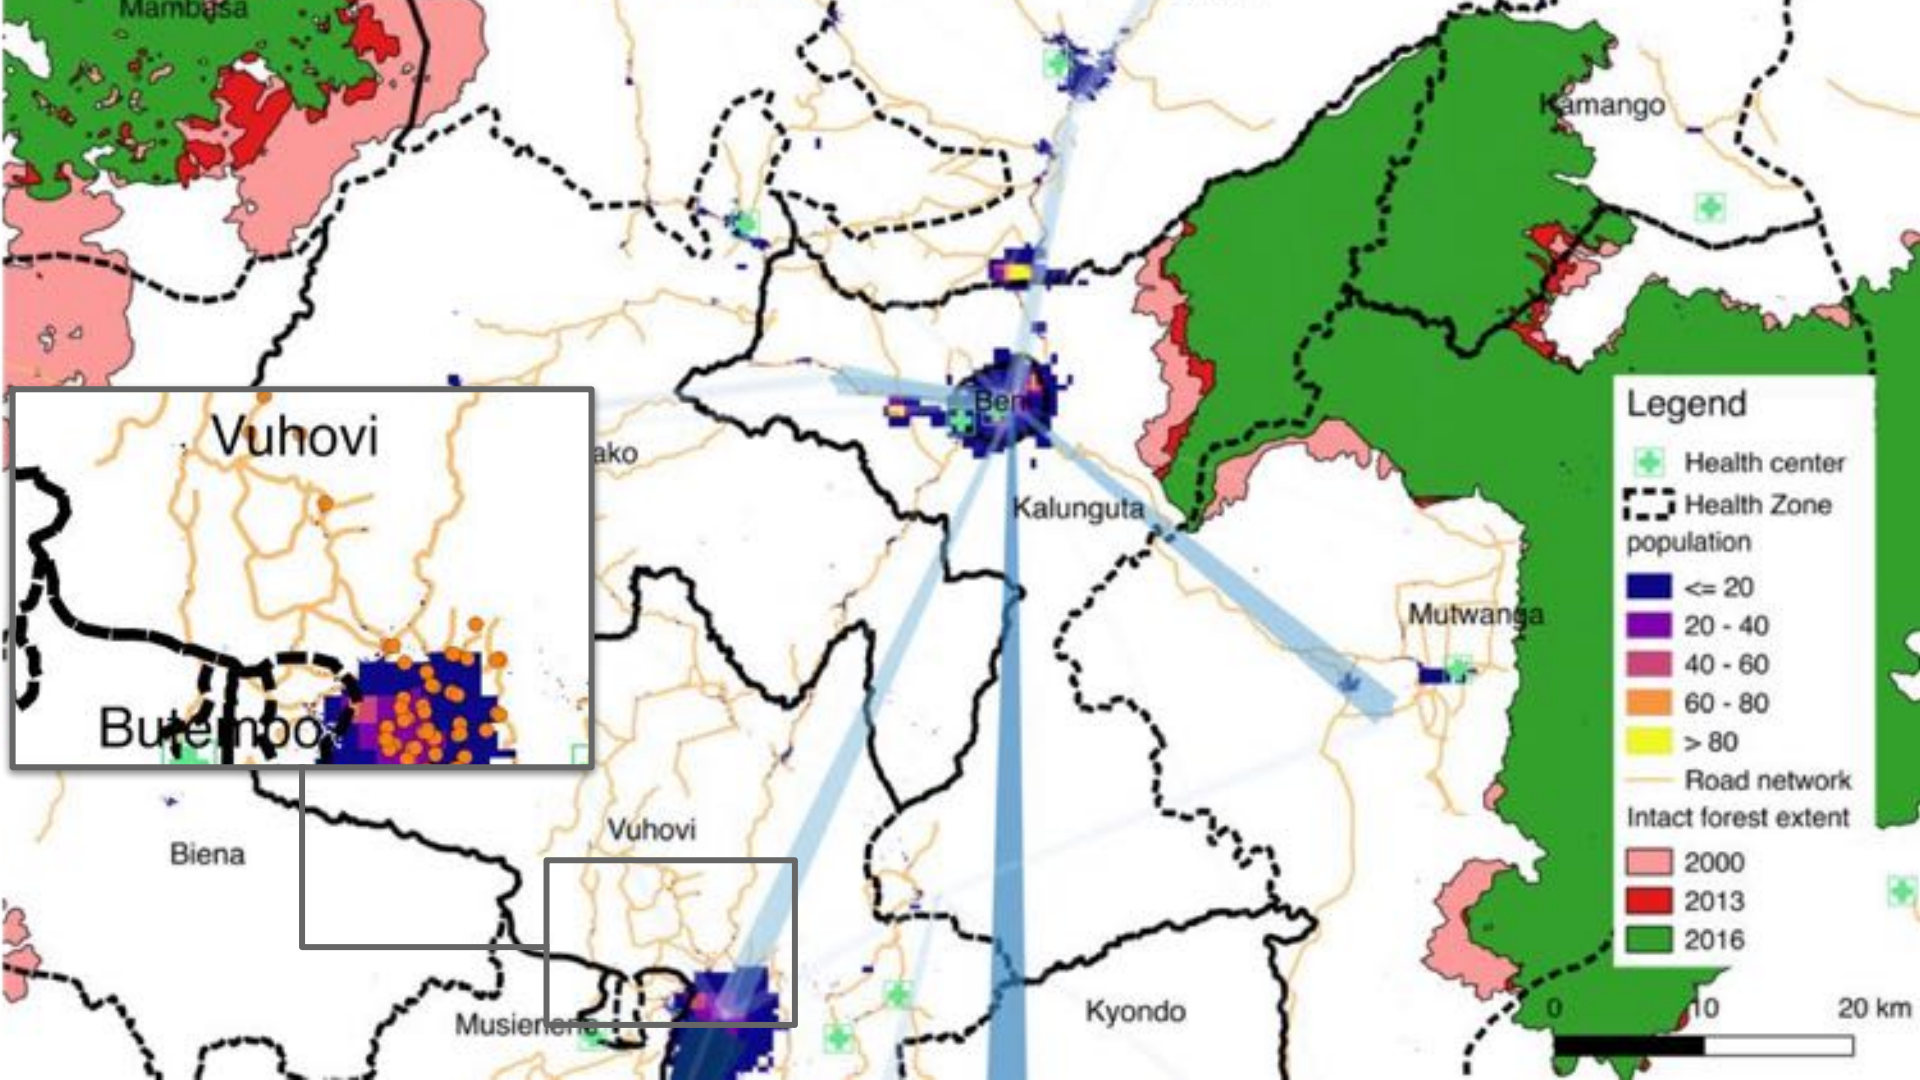 Mambasa
Kamango
Beni
ako
Kalunguta
Mutwanga
Vuhovi
Butembo
Vuhovi
Biena
Musienene
Kyondo
Legend
Health center
Health Zone
population
<= 20
20 - 40
40 - 60
60 - 80
> 80
Road network
Intact forest extent
2000
2013
2016
0 10 20 km